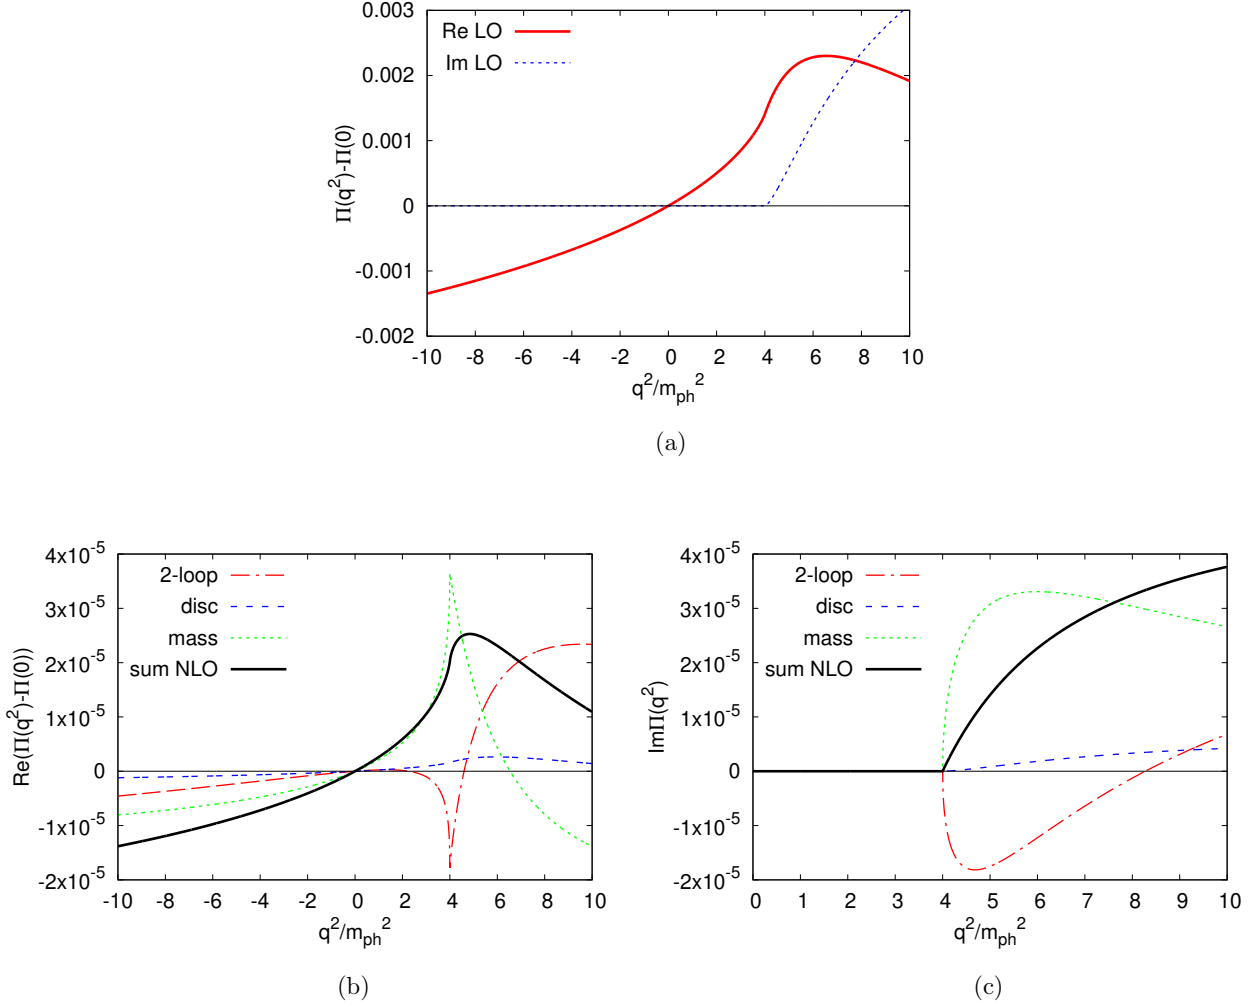 0.003
0.002
0.001
0
-0.001
-0.002
Re LO
Im LO
Π(q²)-Π(0)
-10 -8 -6 -4 -2 0 2 4 6 8 10
q²/m_ph²
(a)
4x10⁻⁵
3x10⁻⁵
2x10⁻⁵
1x10⁻⁵
0
-1x10⁻⁵
-2x10⁻⁵
2-loop
disc
mass
sum NLO
Re(Π(q²)-Π(0))
-10 -8 -6 -4 -2 0 2 4 6 8 10
q²/m_ph²
(b)
4x10⁻⁵
3x10⁻⁵
2x10⁻⁵
1x10⁻⁵
0
-1x10⁻⁵
-2x10⁻⁵
2-loop
disc
mass
sum NLO
ImΠ(q²)
0 1 2 3 4 5 6 7 8 9 10
q²/m_ph²
(c)